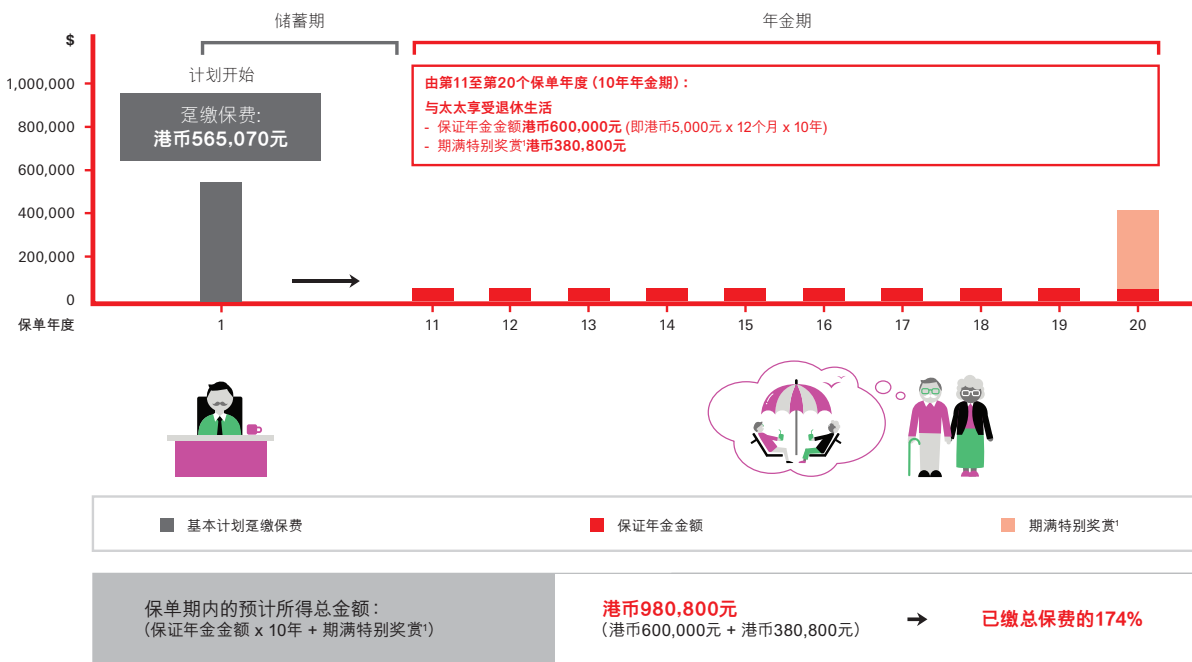 储蓄期
年金期
$
计划开始
1,000,000
800,000
600,000
400,000
200,000
0
趸缴保费:
港币565,070元
由第11至第20个保单年度 (10年年金期) :
与太太享受退休生活
- 保证年金金额港币600,000元 (即港币5,000元 x 12个月 x 10年)
- 期满特别奖赏¹港币380,800元
保单年度
1
11
12
13
14
15
16
17
18
19
20
基本计划趸缴保费
保证年金金额
期满特别奖赏¹
保单期内的预计所得总金额 :
(保证年金金额 x 10年 + 期满特别奖赏¹)
港币980,800元
(港币600,000元 + 港币380,800元)
已缴总保费的174%